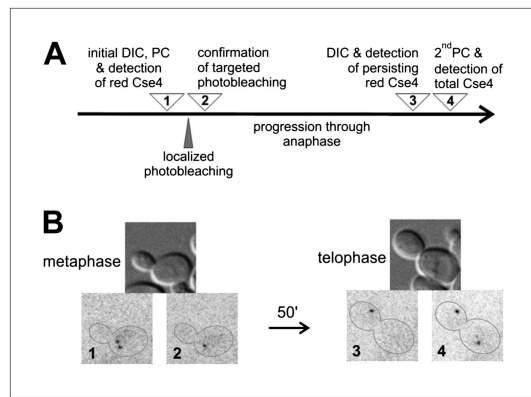 A
initial DIC, PC
& detection
of red Cse4
confirmation
of targeted
photobleaching
DIC & detection
of persisting
red Cse4
2nd PC &
detection of
total Cse4
1
2
3
4
localized
photobleaching
progression through
anaphase
B
metaphase
telophase
50'
1
2
3
4